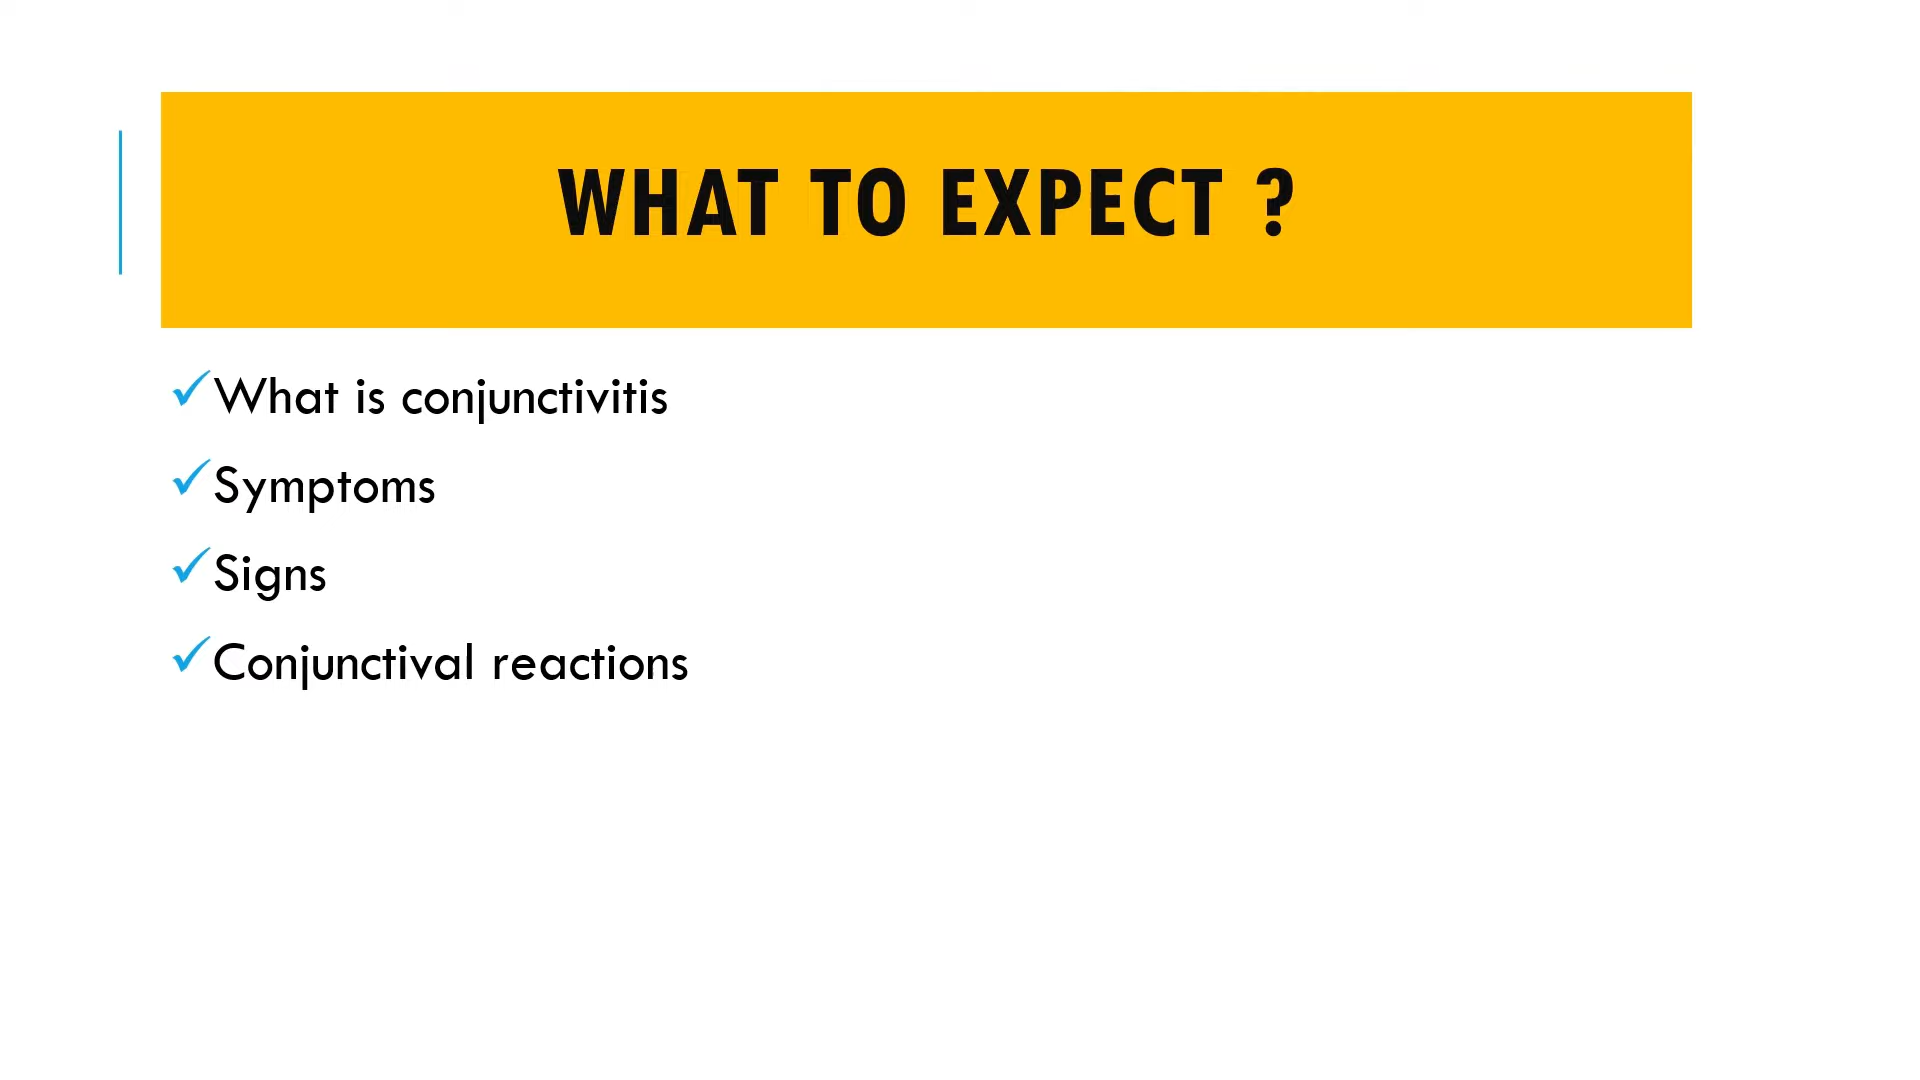 WHAT TO EXPECT ?
✓What is conjunctivitis
✓Symptoms
✓Signs
✓Conjunctival reactions